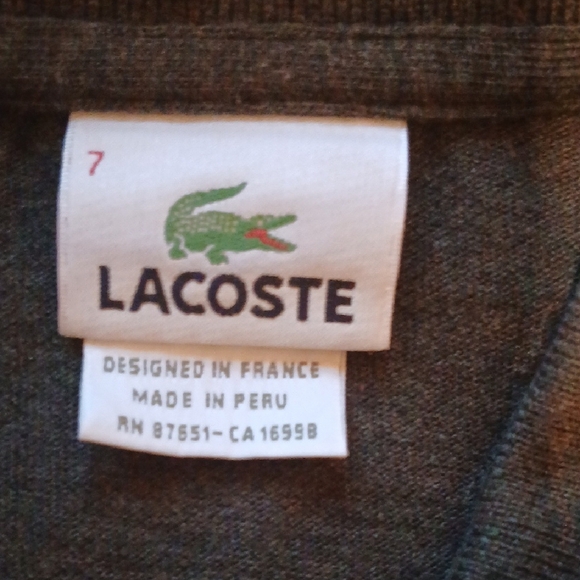 7
LACOSTE
DESIGNED IN FRANCE
MADE IN PERU
RN 87651-CA 16998